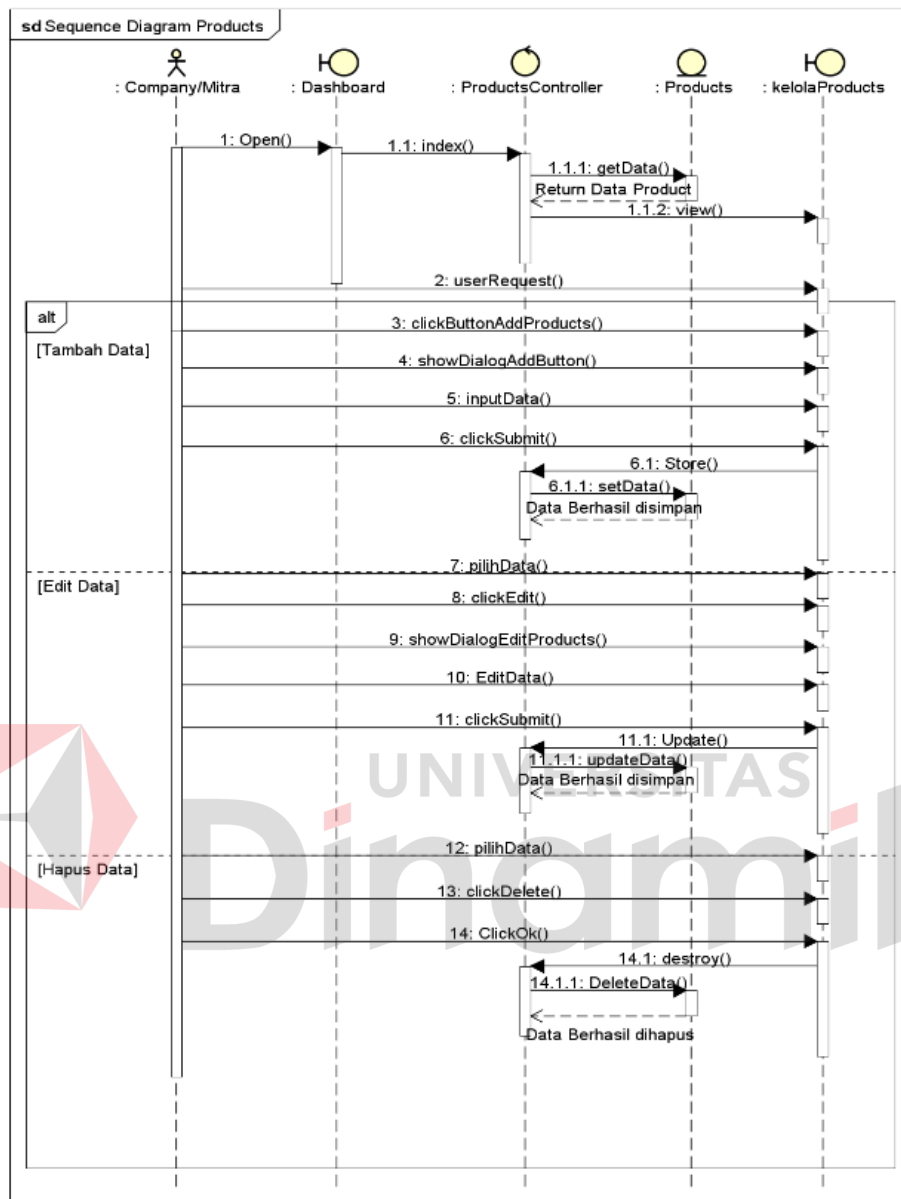 sd Sequence Diagram Products
: Company/Mitra
: Dashboard
: ProductsController
: Products
: kelolaProducts
1: Open()
1.1: index()
1.1.1: getData()
Return Data Product
1.1.2: view()
2: userRequest()
alt
3: clickButtonAddProducts()
[Tambah Data]
4: showDialogAddButton()
5: inputData()
6: clickSubmit()
6.1: Store()
6.1.1: setData()
Data Berhasil disimpan
7: pilihData()
[Edit Data]
8: clickEdit()
9: showDialogEditProducts()
10: EditData()
11: clickSubmit()
11.1: Update()
11.1.1: updateData()
UNIVERSITAS
Data Berhasil disimpan
Dinamik
12: pilihData()
[Hapus Data]
13: clickDelete()
14: ClickOk()
14.1: destroy()
14.1.1: DeleteData()
Data Berhasil dihapus